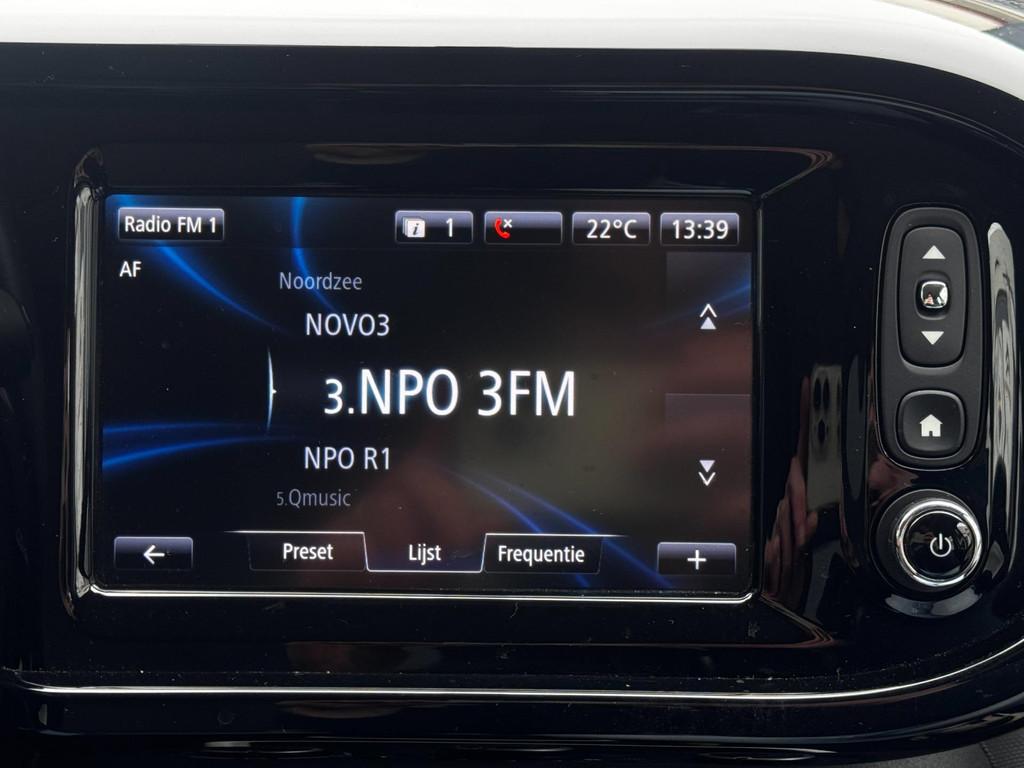 Radio FM 1 i 1 22°C 13:39
AF
Noordzee
NOVO3
3.NPO 3FM
NPO R1
5.Qmusic
Preset Lijst Frequentie +